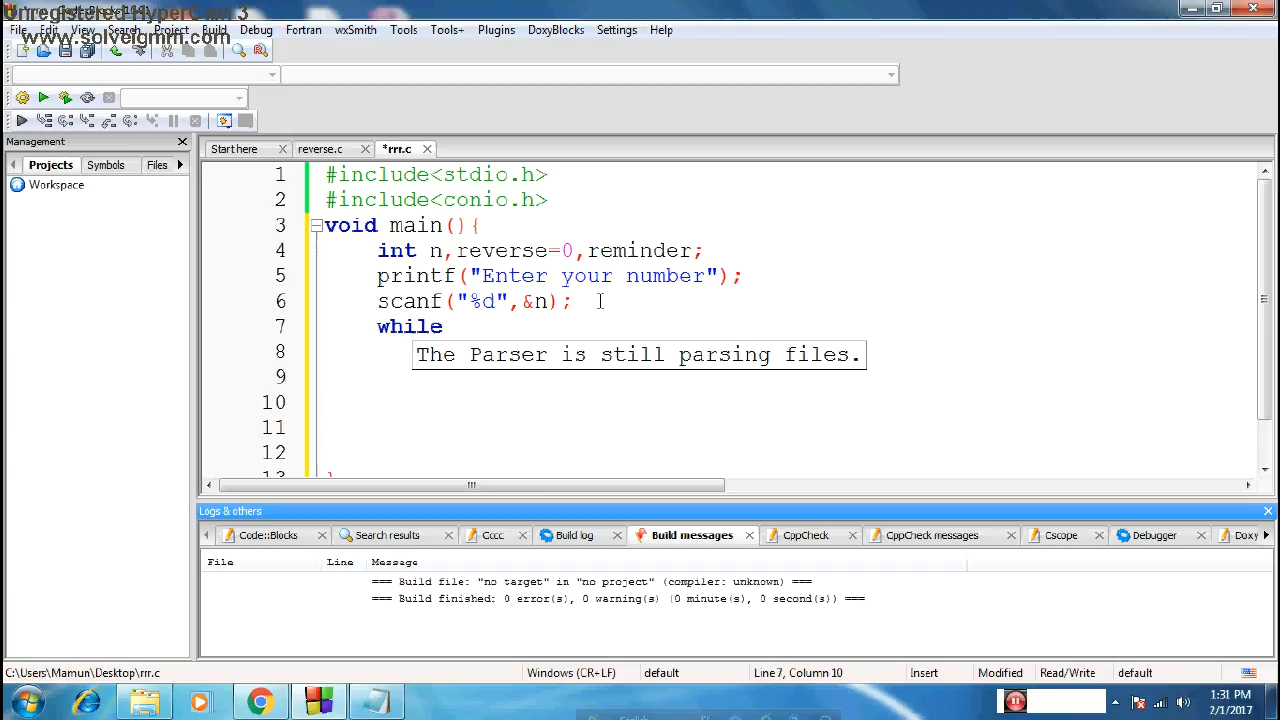 Unregistered HyperCam 3
www.solveigmm.com
File Edit View Search Project Build Debug Fortran wxSmith Tools Tools+ Plugins DoxyBlocks Settings Help
Management
Projects Symbols Files
Workspace
Start here reverse.c *rrr.c
1 #include<stdio.h>
2 #include<conio.h>
3 void main(){
4 int n,reverse=0,reminder;
5 printf("Enter your number");
6 scanf("%d",&n);
7 while
8 The Parser is still parsing files.
9
10
11
12
13 }
Logs & others
Code::Blocks Search results Cccc Build log Build messages CppCheck CppCheck messages Cscope Debugger Doxy
File Line Message
=== Build file: "no target" in "no project" (compiler: unknown) ===
=== Build finished: 0 error(s), 0 warning(s) (0 minute(s), 0 second(s)) ===
C:\Users\Mamun\Desktop\rrr.c Windows (CR+LF) default Line 7, Column 10 Insert Modified Read/Write default
1:31 PM
2/1/2017